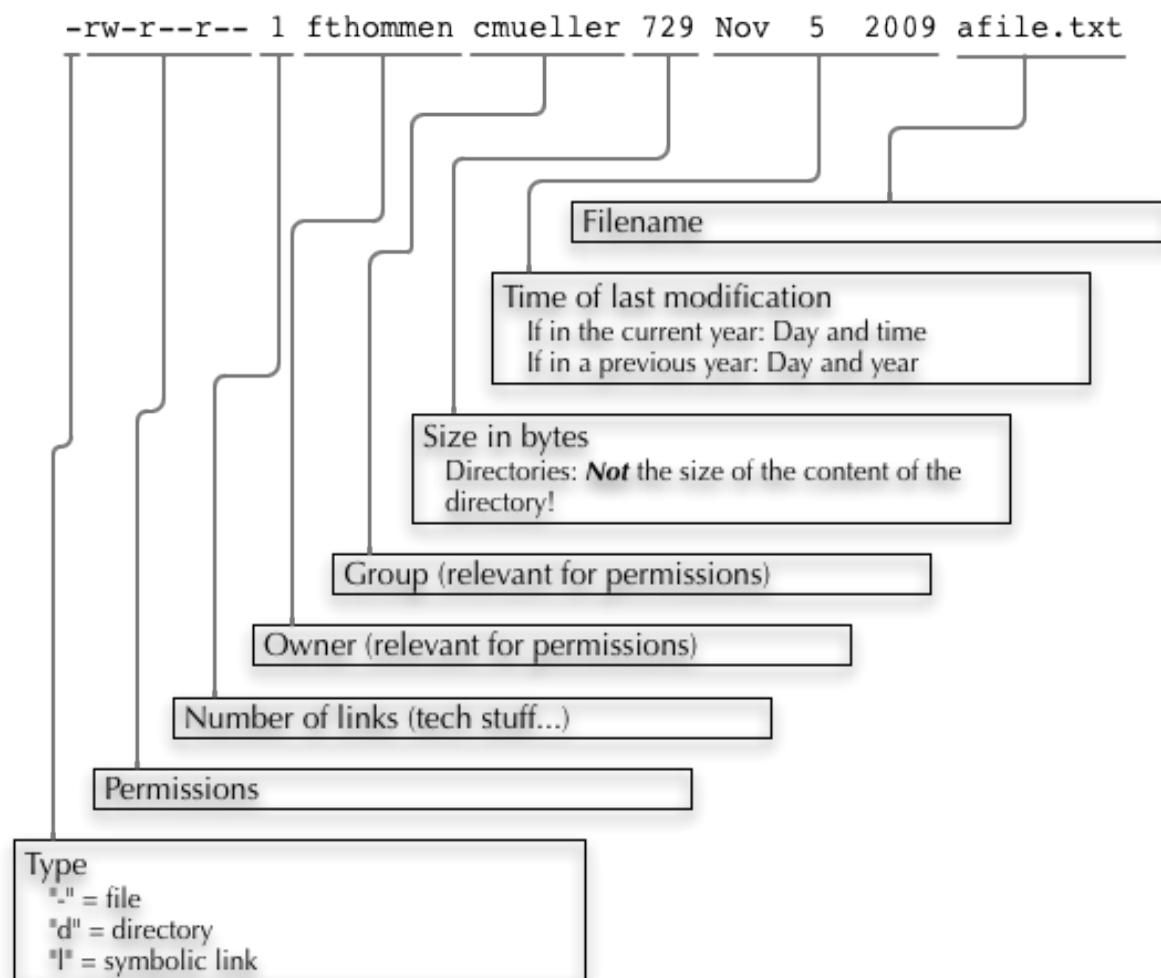 -rw-r--r-- 1 fthommen cmueller 729 Nov 5 2009 afile.txt
Filename
Time of last modification
If in the current year: Day and time
If in a previous year: Day and year
Size in bytes
Directories: Not the size of the content of the
directory!
Group (relevant for permissions)
Owner (relevant for permissions)
Number of links (tech stuff...)
Permissions
Type
"-" = file
"d" = directory
"l" = symbolic link